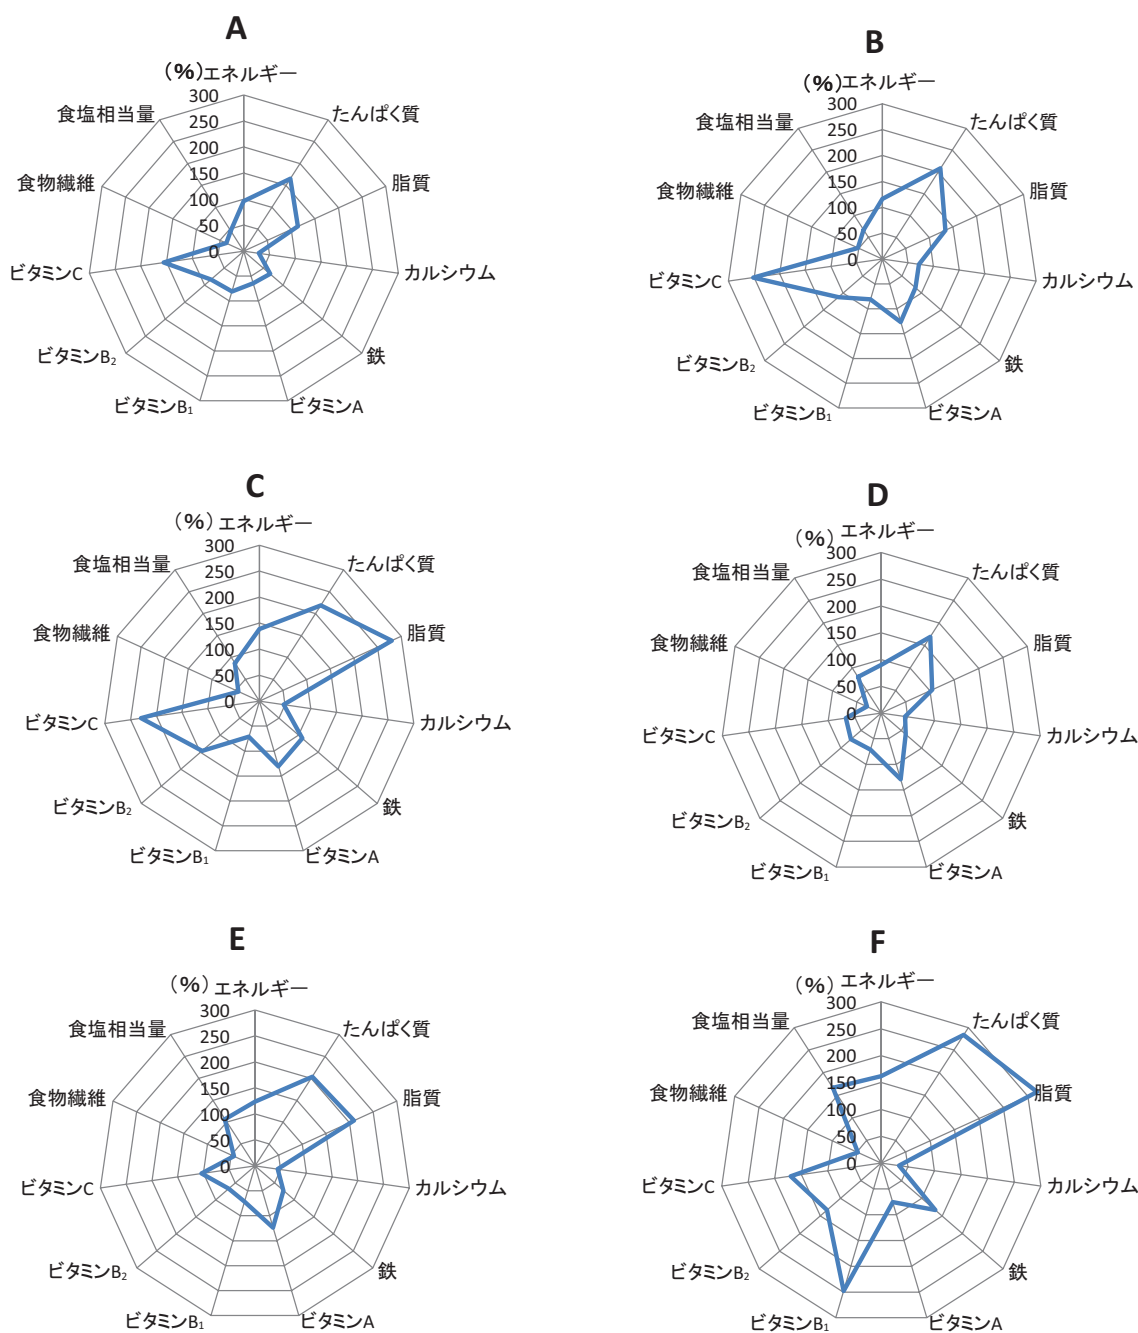 A
(%)エネルギー
300
250
200
150
100
50
0
たんぱく質
脂質
カルシウム
鉄
ビタミンA
ビタミンB₁
ビタミンB₂
ビタミンC
食物繊維
食塩相当量
B
(%)エネルギー
300
250
200
150
100
50
0
たんぱく質
脂質
カルシウム
鉄
ビタミンA
ビタミンB₁
ビタミンB₂
ビタミンC
食物繊維
食塩相当量
C
(%)エネルギー
300
250
200
150
100
50
0
たんぱく質
脂質
カルシウム
鉄
ビタミンA
ビタミンB₁
ビタミンB₂
ビタミンC
食物繊維
食塩相当量
D
(%)エネルギー
300
250
200
150
100
50
0
たんぱく質
脂質
カルシウム
鉄
ビタミンA
ビタミンB₁
ビタミンB₂
ビタミンC
食物繊維
食塩相当量
E
(%)エネルギー
300
250
200
150
100
50
0
たんぱく質
脂質
カルシウム
鉄
ビタミンA
ビタミンB₁
ビタミンB₂
ビタミンC
食物繊維
食塩相当量
F
(%)エネルギー
300
250
200
150
100
50
0
たんぱく質
脂質
カルシウム
鉄
ビタミンA
ビタミンB₁
ビタミンB₂
ビタミンC
食物繊維
食塩相当量